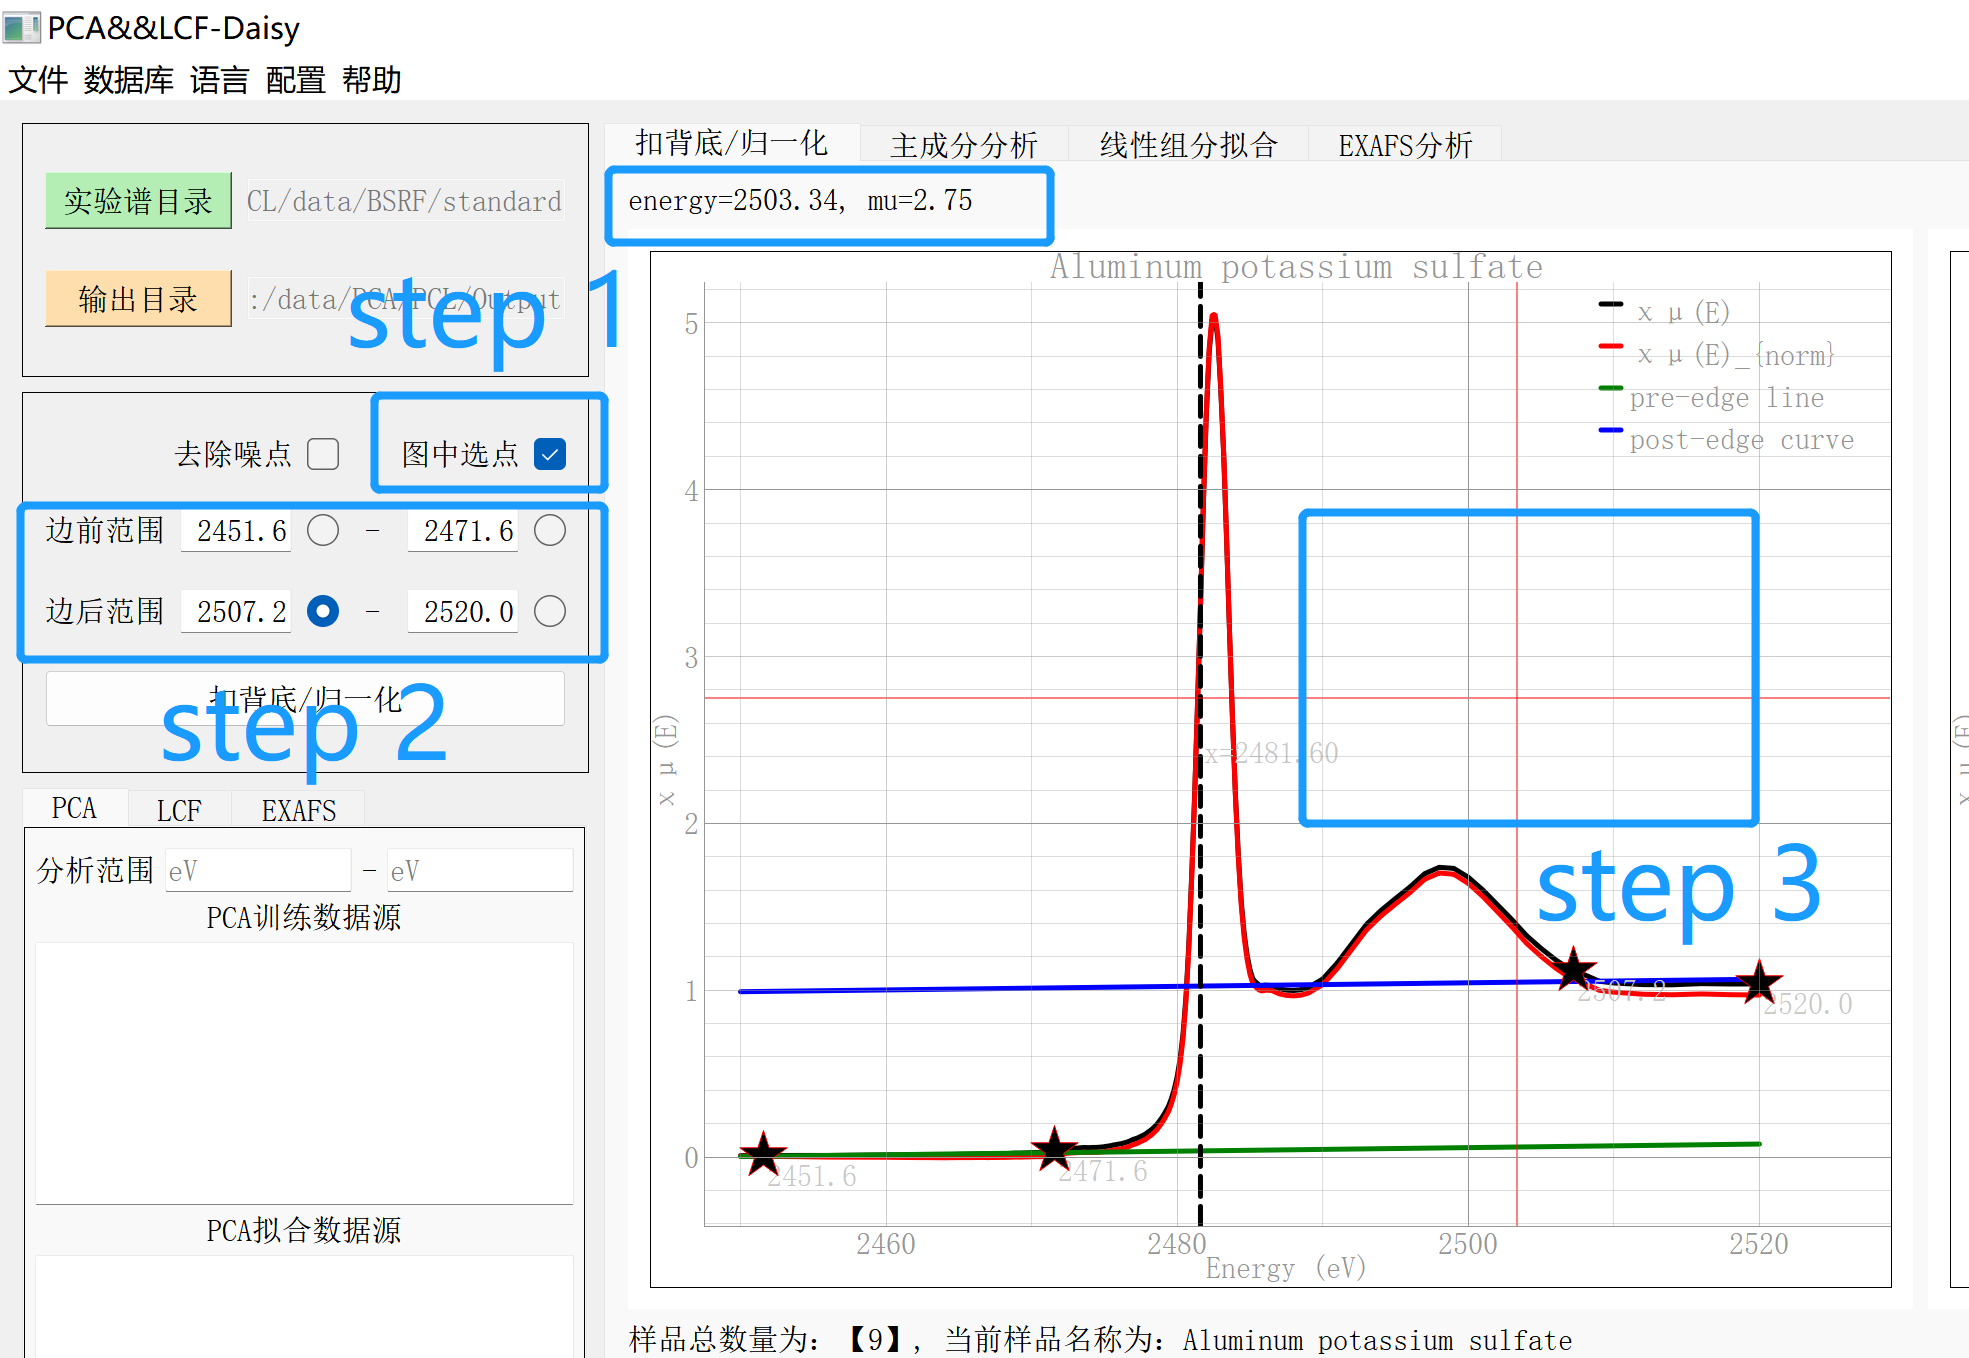 PCA&&LCF-Daisy
文件 数据库 语言 配置 帮助
实验谱目录 CL/data/BSRF/standard
输出目录 :/data/PCA/PCL/Output
step 1
去除噪点 图中选点
边前范围 2451.6 - 2471.6
边后范围 2507.2 - 2520.0
扣背底/归一化
step 2
PCA LCF EXAFS
分析范围 eV - eV
PCA训练数据源
PCA拟合数据源
扣背底/归一化 主成分分析 线性组分拟合 EXAFS分析
energy=2503.34, mu=2.75
Aluminum potassium sulfate
x μ(E)
x μ(E)_{norm}
pre-edge line
post-edge curve
5
4
3
2
1
0
x μ(E)
x=2481.60
step 3
2507.2
2520.0
2451.6
2471.6
2460 2480 2500 2520
Energy (eV)
样品总数量为:【9】, 当前样品名称为: Aluminum potassium sulfate